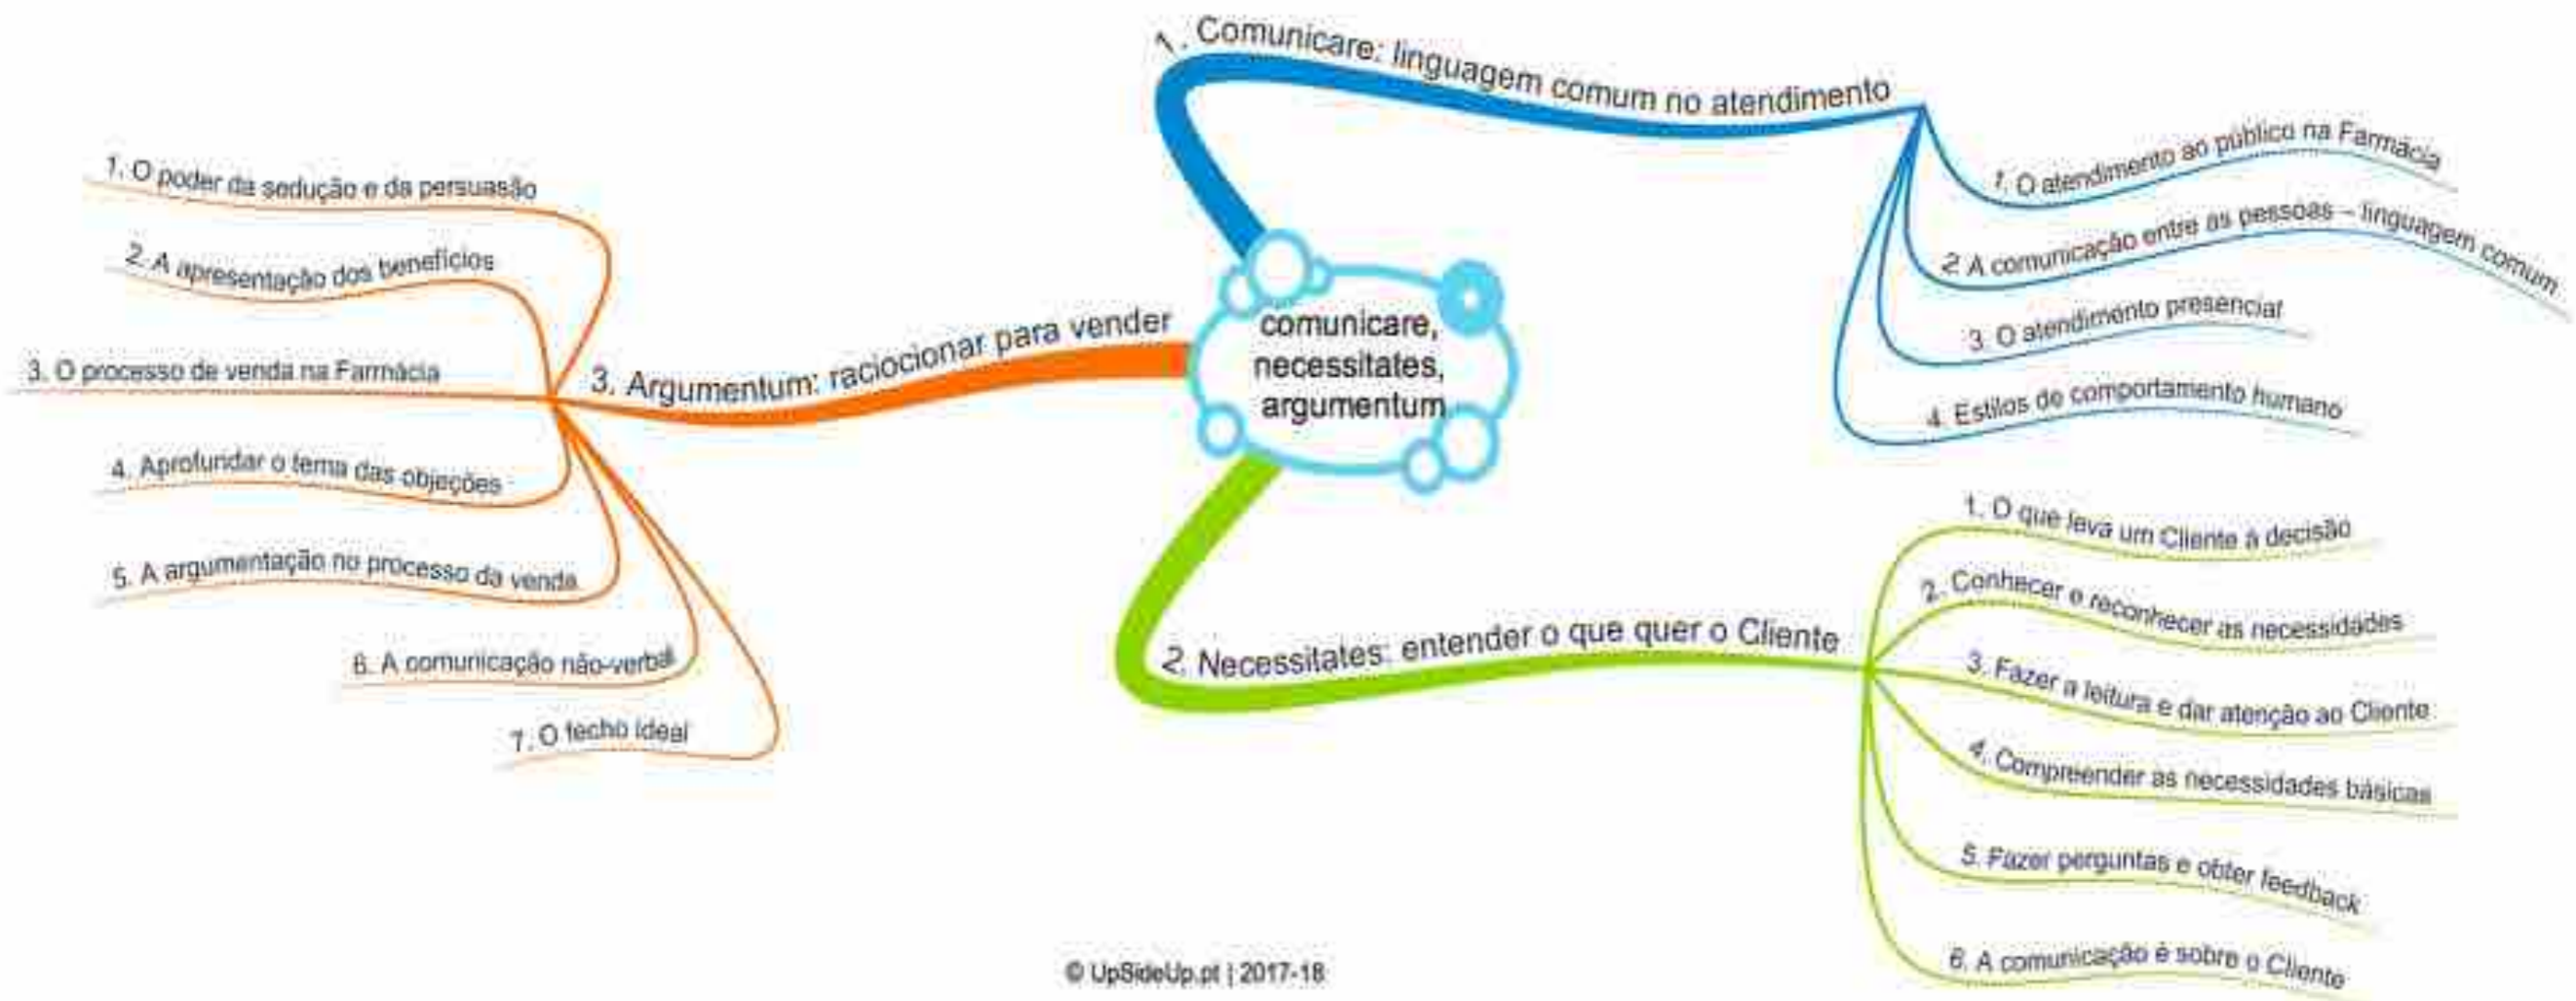 comunicare,
necessitates,
argumentum
1. Comunicare: linguagem comum no atendimento
1. O atendimento ao público na Farmácia
2 A comunicação entre as pessoas – linguagem comum
3. O atendimento presencial
4. Estilos de comportamento humano
2. Necessitates: entender o que quer o Cliente
1. O que leva um Cliente à decisão
2. Conhecer e reconhecer as necessidades
3. Fazer a leitura e dar atenção ao Cliente
4. Compreender as necessidades básicas
5. Fazer perguntas e obter feedback
6. A comunicação é sobre o Cliente
3. Argumentum: raciocionar para vender
1. O poder da sedução e da persuasão
2. A apresentação dos benefícios
3. O processo de venda na Farmácia
4. Aprofundar o tema das objeções
5. A argumentação no processo da venda
6. A comunicação não-verbal
7. O fecho ideal
© UpSideUp.pt | 2017-18